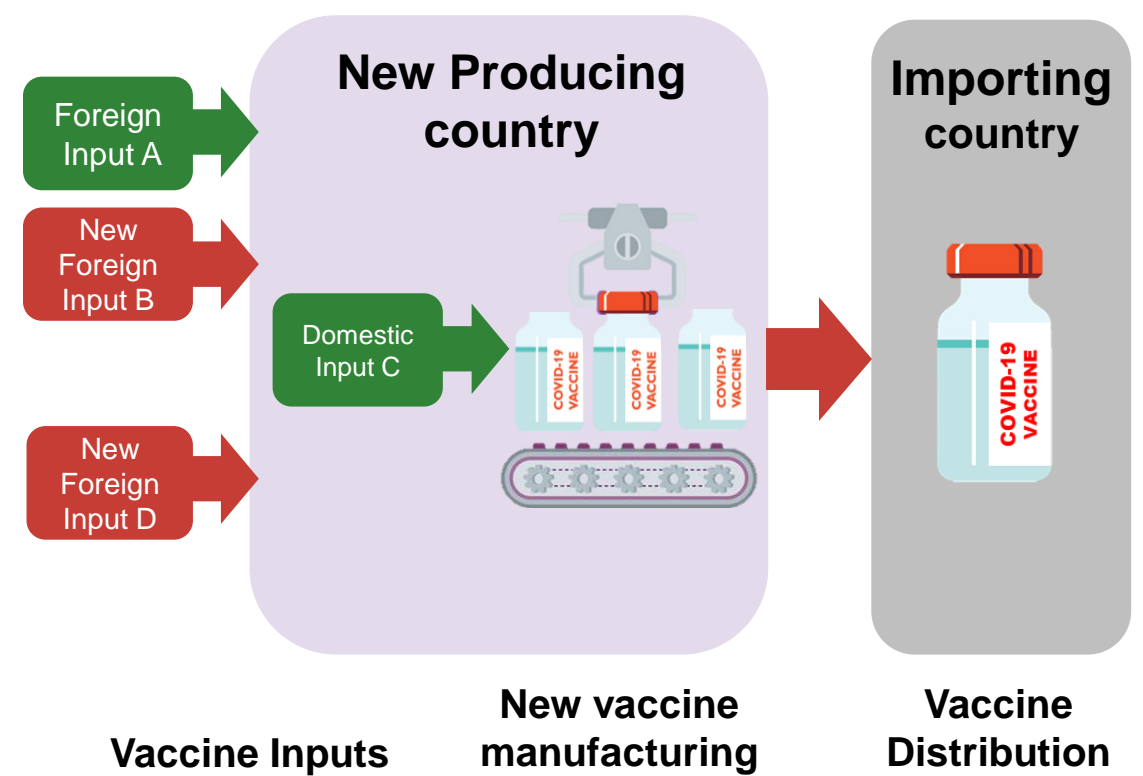 New Producing
country
Importing
country
Foreign
Input A
New
Foreign
Input B
Domestic
Input C
New
Foreign
Input D
COVID-19
VACCINE
COVID-19
VACCINE
COVID-19
VACCINE
COVID-19
VACCINE
Vaccine Inputs
New vaccine
manufacturing
Vaccine
Distribution